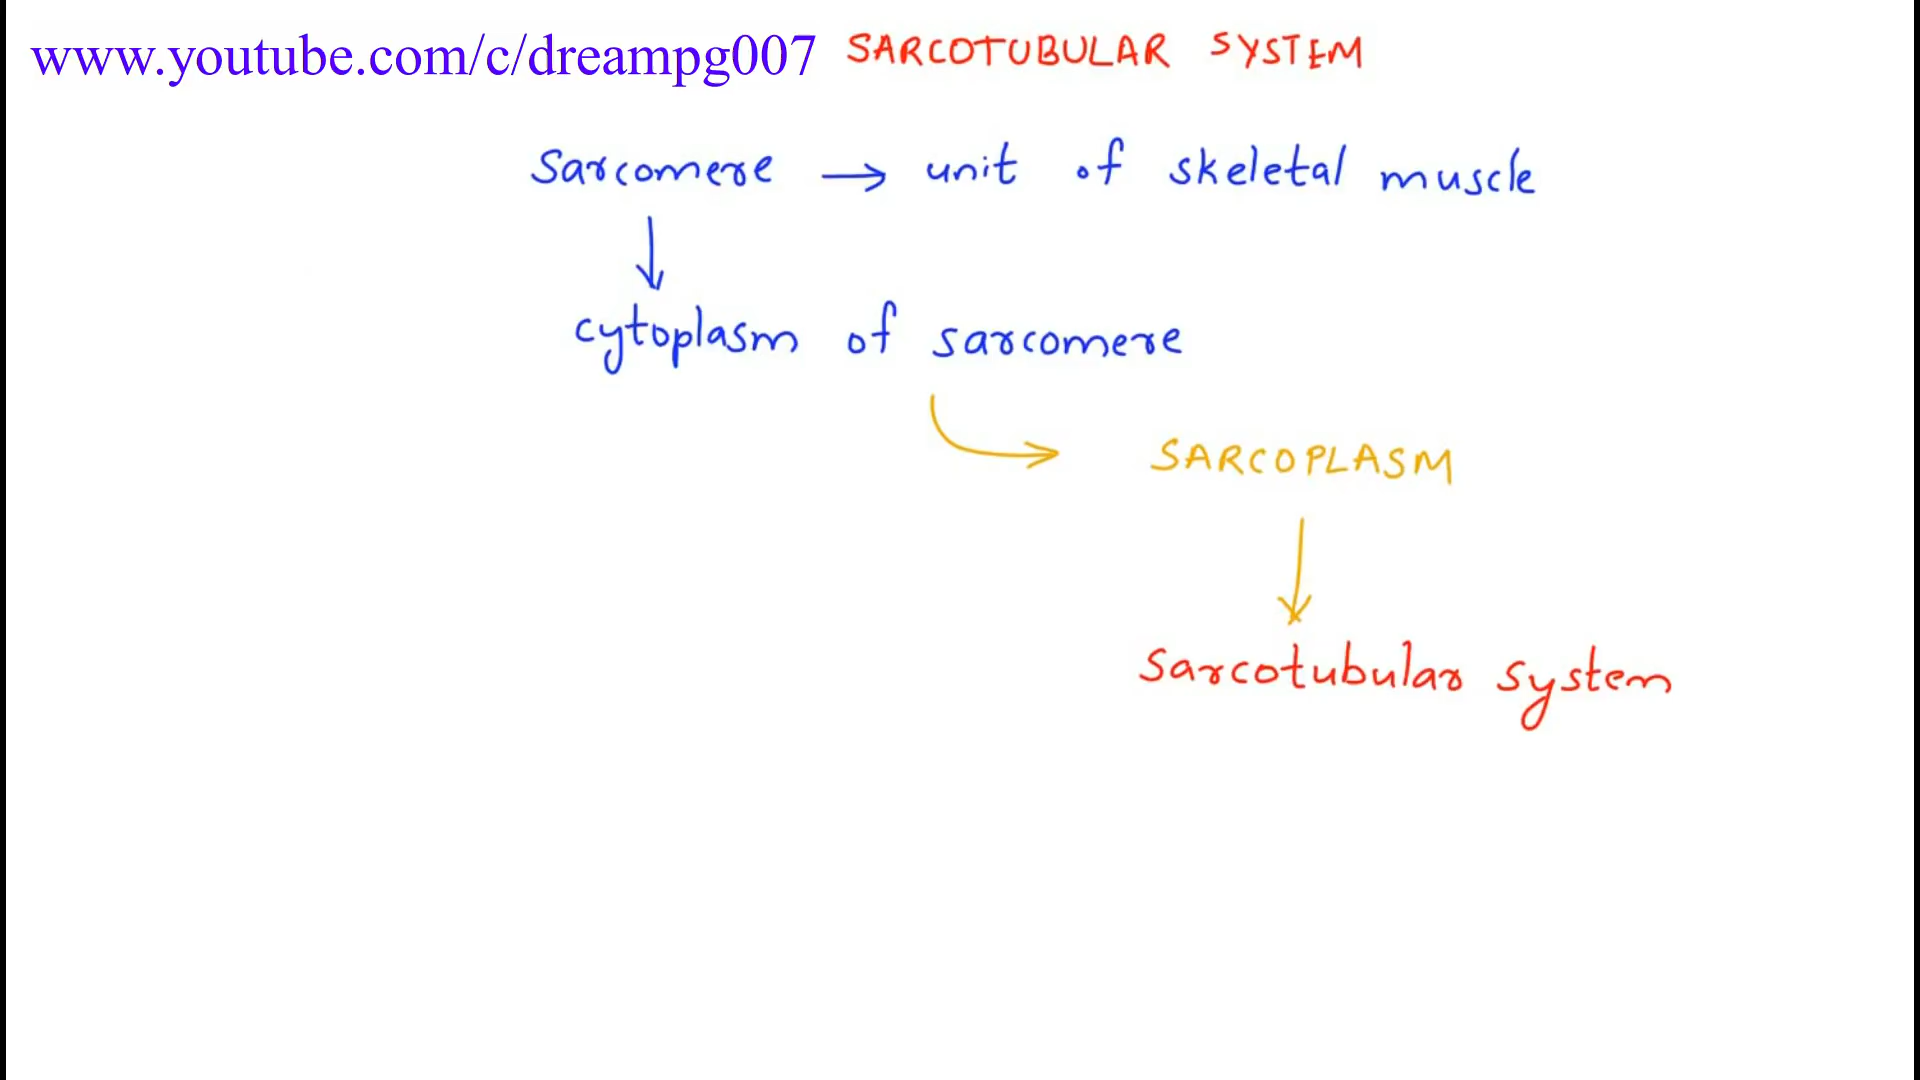 www.youtube.com/c/dreampg007 SARCOTUBULAR SYSTEM
Sarcomere → unit of skeletal muscle
↓
cytoplasm of sarcomere
→ SARCOPLASM
↓
Sarcotubular system